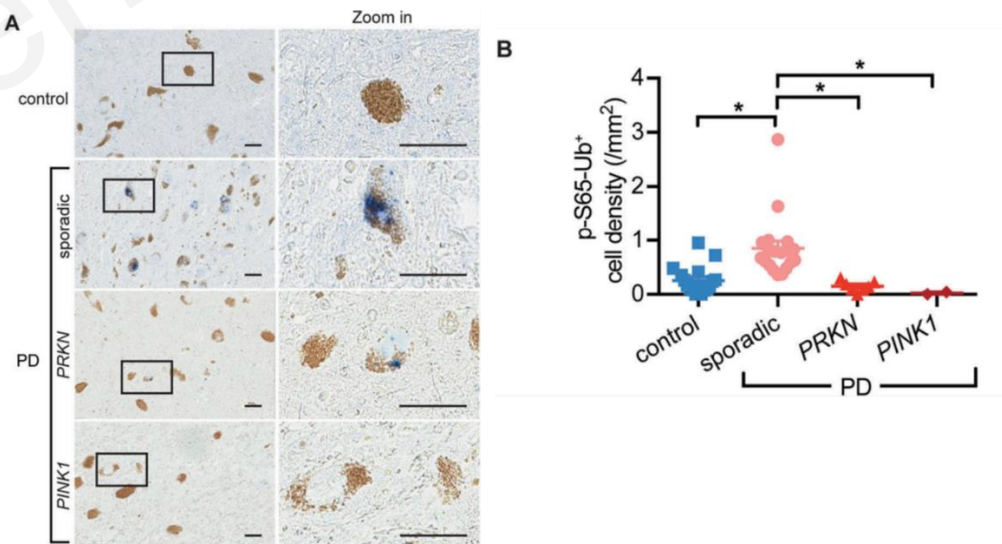 A
Zoom in
control
sporadic
PRKN
PINK1
PD
B
p-S65-Ub+
cell density (/mm2)
4
3
2
1
0
*
*
*
control
sporadic
PRKN
PINK1
PD